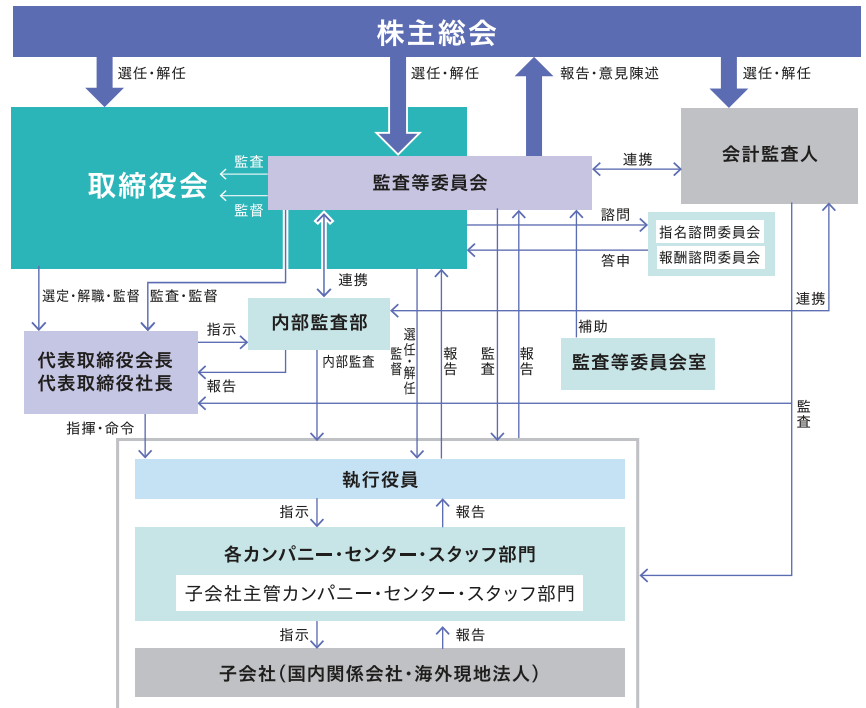 株主総会
選任・解任
選任・解任
報告・意見陳述
選任・解任
取締役会
監査
監督
監査等委員会
連携
会計監査人
諮問
答申
指名諮問委員会
報酬諮問委員会
選定・解職・監督
監査・監督
連携
連携
指示
内部監査部
代表取締役会長
代表取締役社長
報告
内部監査
選任・解任
監督
報告
監査
報告
補助
監査等委員会室
監査
指揮・命令
執行役員
指示
報告
各カンパニー・センター・スタッフ部門
子会社主管カンパニー・センター・スタッフ部門
指示
報告
子会社（国内関係会社・海外現地法人）